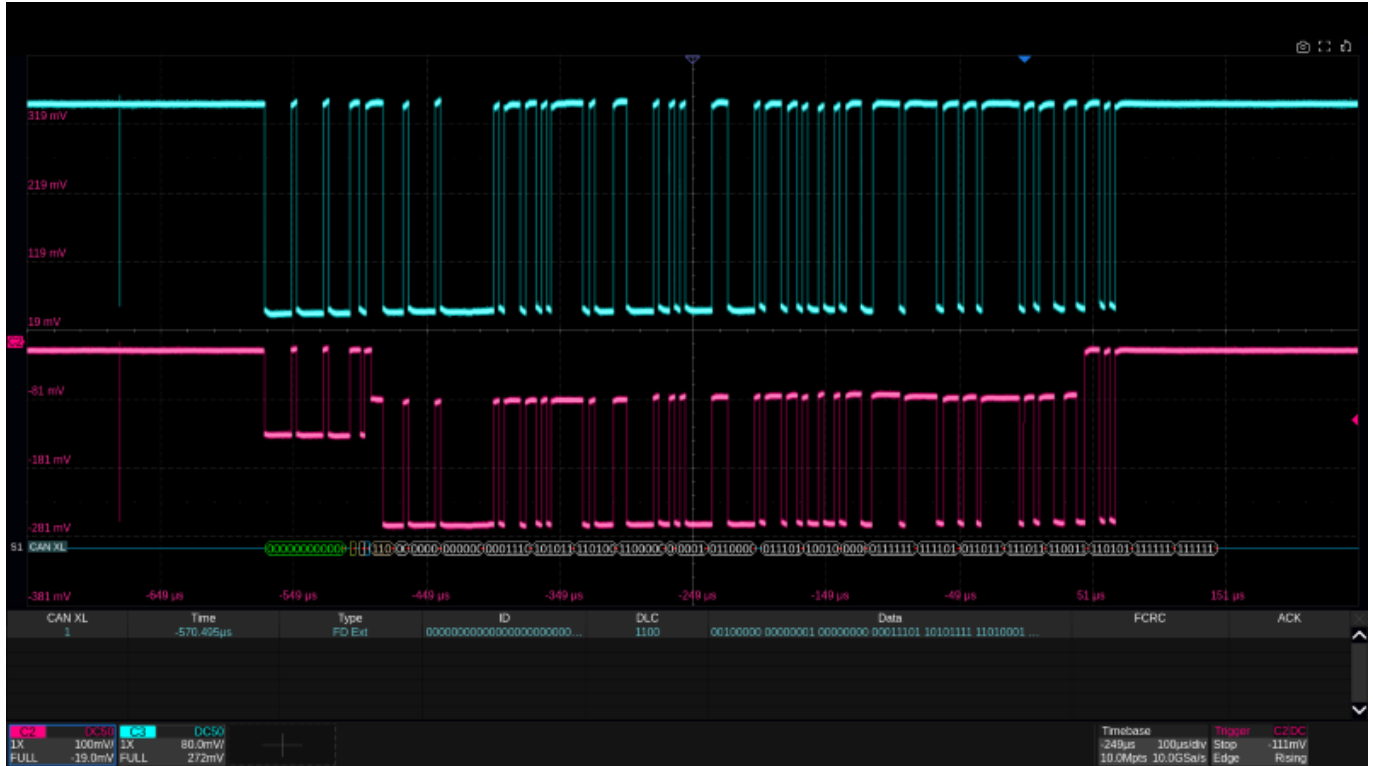 319 mV
219 mV
119 mV
19 mV
C2
-81 mV
-181 mV
-281 mV
S1 CAN XL
-381 mV -649 µs -549 µs -449 µs -349 µs -249 µs -149 µs -49 µs 51 µs 151 µs
CAN XL Time Type ID DLC Data FCRC ACK
1 -570.495µs FD Ext 00000000000000000000000... 1100 00100000 00000001 00000000 00011101 10101111 11010001 ...
C2 DC50 C3 DC50 Timebase Trigger C2 DC
1X 100mV/ 1X 80.0mV/ -249µs 100µs/div Stop -111mV
FULL -19.0mV FULL 272mV 10.0Mpts 10.0GSa/s Edge Rising